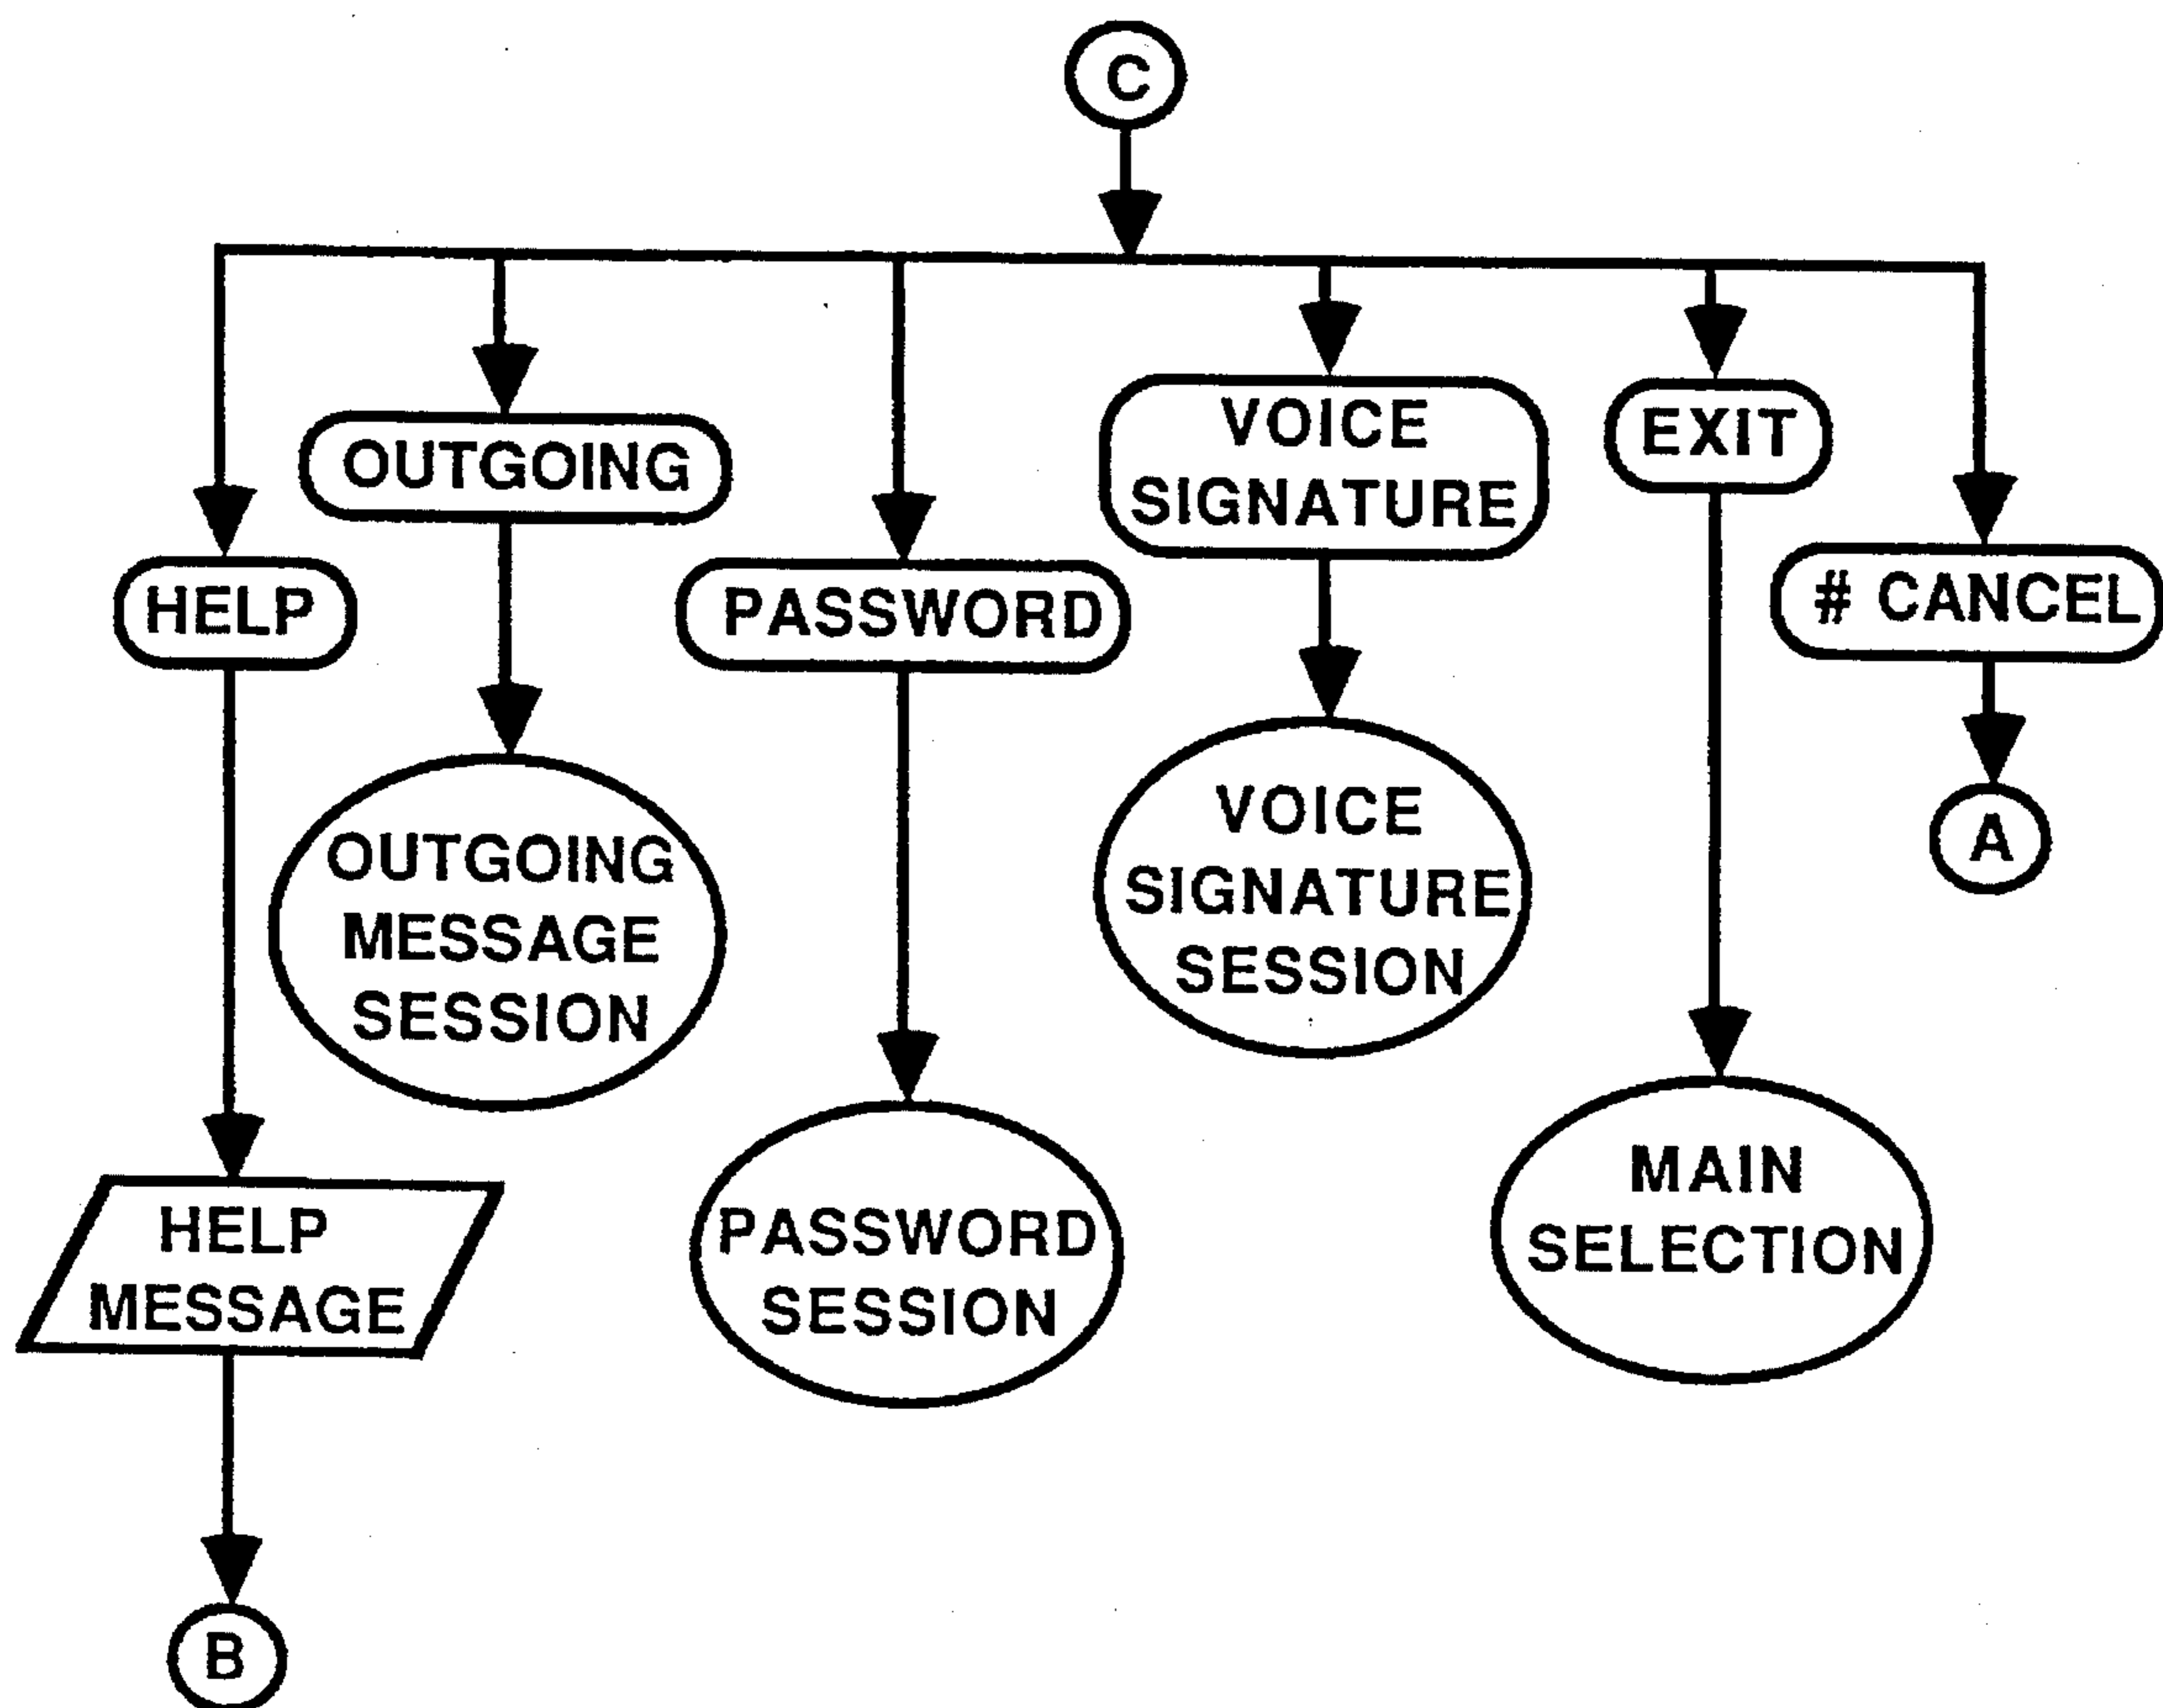 C
HELP
OUTGOING
PASSWORD
VOICE
SIGNATURE
EXIT
# CANCEL
OUTGOING
MESSAGE
SESSION
VOICE
SIGNATURE
SESSION
A
HELP
MESSAGE
PASSWORD
SESSION
MAIN
SELECTION
B